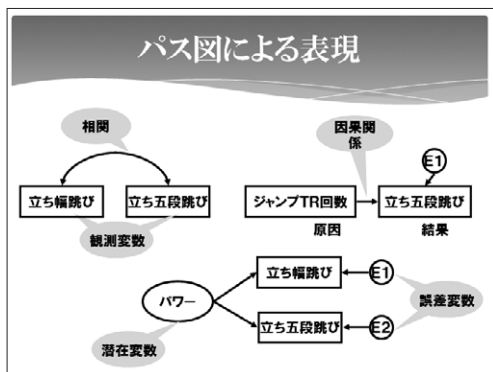 パス図による表現
相関
因果関
係
E1
立ち幅跳び
立ち五段跳び
ジャンプTR回数
立ち五段跳び
原因
結果
観測変数
立ち幅跳び
E1
パワー
誤差変数
立ち五段跳び
E2
潜在変数